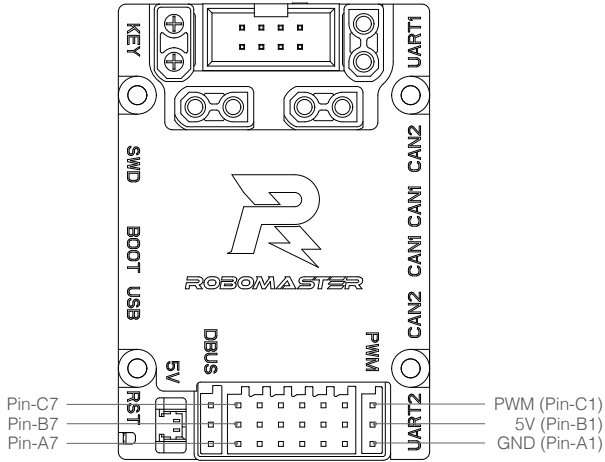 KEY
UART1
SWD
CAN2
CAN1
BOOT
CAN1
ROBOMASTER
USB
CAN2
DBUS
PWM
5V
RST
UART2
Pin-C7
Pin-B7
Pin-A7
PWM (Pin-C1)
5V (Pin-B1)
GND (Pin-A1)